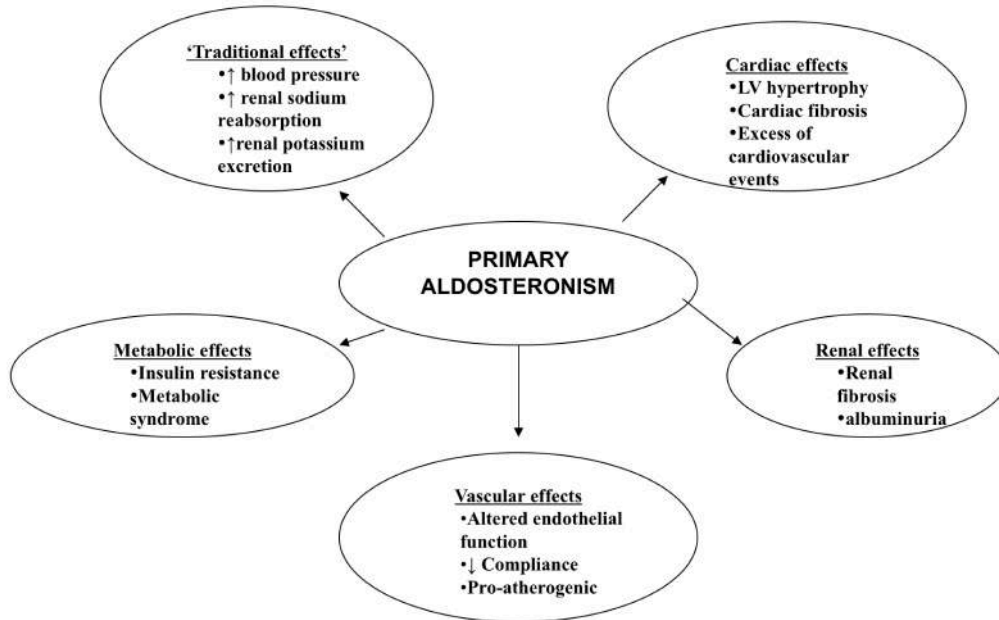 ‘Traditional effects’
•↑ blood pressure
•↑ renal sodium
reabsorption
•↑renal potassium
excretion
Cardiac effects
•LV hypertrophy
•Cardiac fibrosis
•Excess of
cardiovascular
events
PRIMARY
ALDOSTERONISM
Metabolic effects
•Insulin resistance
•Metabolic
syndrome
Renal effects
•Renal
fibrosis
•albuminuria
Vascular effects
•Altered endothelial
function
•↓ Compliance
•Pro-atherogenic